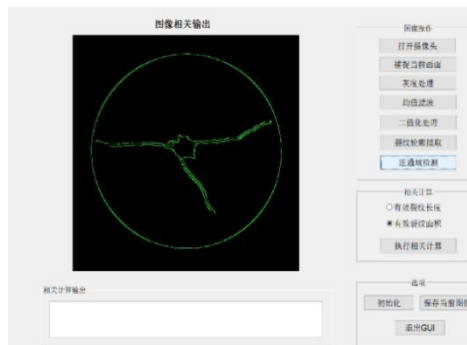 图像相关输出
图像操作
打开摄像头
捕捉当前画面
灰度处理
均值滤波
二值化处理
裂纹轮廓提取
连通域检测
相关计算
有效裂纹长度
有效裂纹面积
执行相关计算
相关计算输出
选项
初始化
保存当前图像
退出GUI